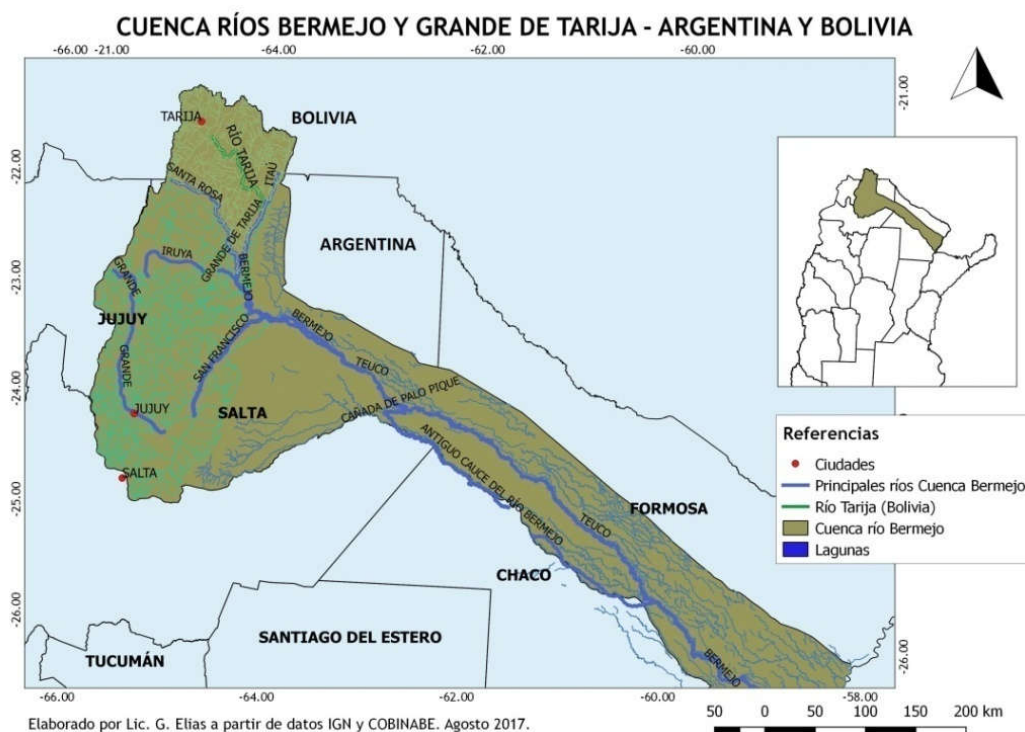 CUENCA RÍOS BERMEJO Y GRANDE DE TARIJA - ARGENTINA Y BOLIVIA
-66.00 -21.00
-64.00
-62.00
-60.00
-21.00
TARIJA
BOLIVIA
RÍO TARIJA
ITAÚ
-22.00
SANTA ROSA
-22.00
GRANDE DE TARIJA
ARGENTINA
IRUYA
BERMEJO
-23.00
GRANDE
-23.00
JUJUY
SAN FRANCISCO
BERMEJO
TEUCO
GRANDE
-24.00
CAÑADA DE PALO PIQUE
JUJUY
SALTA
ANTIGUO CAUCE DEL RÍO BERMEJO
Referencias
Ciudades
SALTA
Principales ríos Cuenca Bermejo
-25.00
FORMOSA
Río Tarija (Bolivia)
TEUCO
Cuenca río Bermejo
Lagunas
CHACO
-26.00
SANTIAGO DEL ESTERO
TUCUMÁN
BERMEJO
-26.00
-66.00
-64.00
-62.00
-60.00
-58.00
Elaborado por Lic. G. Elias a partir de datos IGN y COBINABE. Agosto 2017.
50 0 50 100 150 200 km